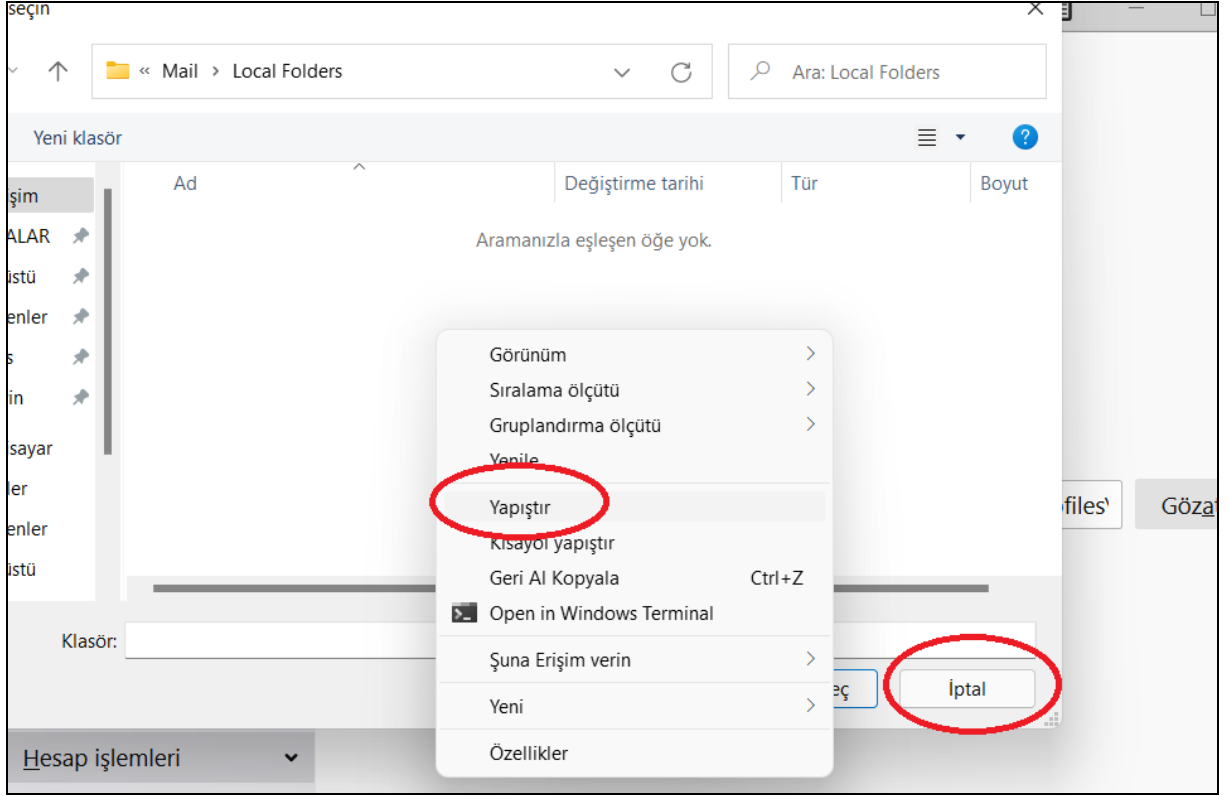 seçin
« Mail > Local Folders
Ara: Local Folders
Yeni klasör
Ad
Değiştirme tarihi
Tür
Boyut
işim
ALAR
üstü
enler
s
in
isayar
ler
enler
üstü
Aramanızla eşleşen öğe yok.
Görünüm
Sıralama ölçütü
Gruplandırma ölçütü
Yenile
Yapıştır
Kısayol yapıştır
Geri Al Kopyala Ctrl+Z
Open in Windows Terminal
Şuna Erişim verin
Yeni
Özellikler
files\
Göza
Klasör:
eç
İptal
Hesap işlemleri